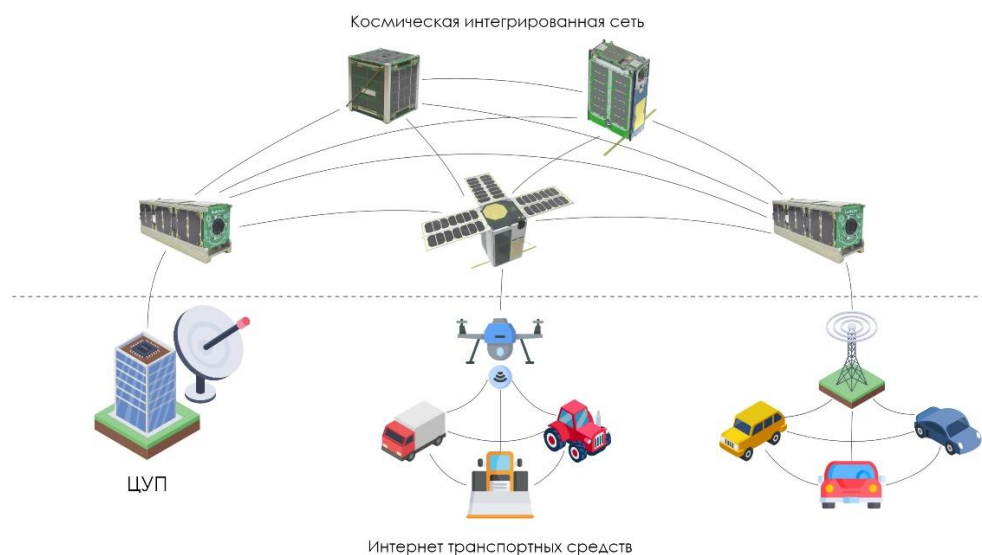 Космическая интегрированная сеть
ЦУП
Интернет транспортных средств